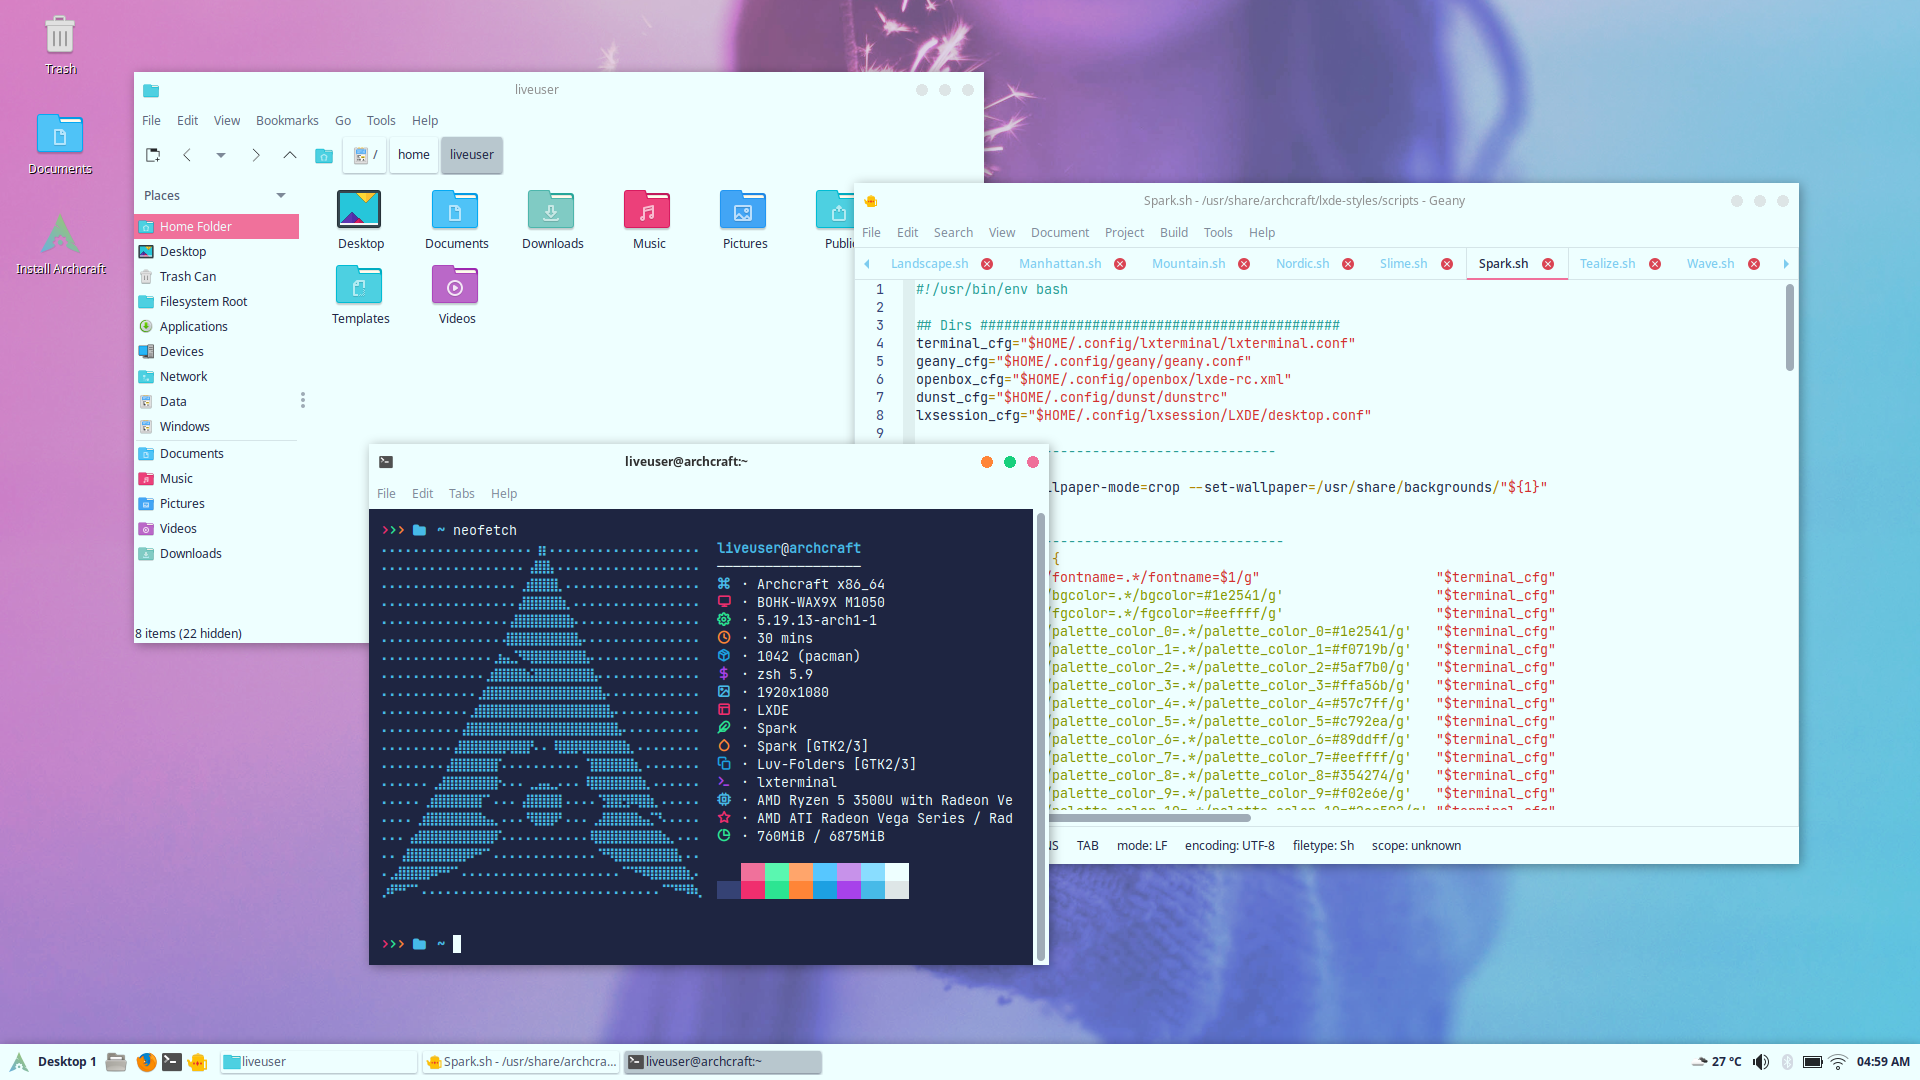 Trash
Documents
Install Archcraft
liveuser
File Edit View Bookmarks Go Tools Help
/ home liveuser
Places
Home Folder
Desktop
Trash Can
Filesystem Root
Applications
Devices
Network
Data
Windows
Documents
Music
Pictures
Videos
Downloads
Desktop Documents Downloads Music Pictures Public
Templates Videos
8 items (22 hidden)
Spark.sh - /usr/share/archcraft/lxde-styles/scripts - Geany
File Edit Search View Document Project Build Tools Help
Landscape.sh Manhattan.sh Mountain.sh Nordic.sh Slime.sh Spark.sh Tealize.sh Wave.sh
1 #!/usr/bin/env bash
2
3 ## Dirs #############################################
4 terminal_cfg="$HOME/.config/lxterminal/lxterminal.conf"
5 geany_cfg="$HOME/.config/geany/geany.conf"
6 openbox_cfg="$HOME/.config/openbox/lxde-rc.xml"
7 dunst_cfg="$HOME/.config/dunst/dunstrc"
8 lxsession_cfg="$HOME/.config/lxsession/LXDE/desktop.conf"
9
-----------------------------
lpaper-mode=crop --set-wallpaper=/usr/share/backgrounds/"${1}"
------------------------------
{
/fontname=.*/fontname=$1/g" "$terminal_cfg"
/bgcolor=.*/bgcolor=#1e2541/g' "$terminal_cfg"
/fgcolor=.*/fgcolor=#eeffff/g' "$terminal_cfg"
/palette_color_0=.*/palette_color_0=#1e2541/g' "$terminal_cfg"
/palette_color_1=.*/palette_color_1=#f0719b/g' "$terminal_cfg"
/palette_color_2=.*/palette_color_2=#5af7b0/g' "$terminal_cfg"
/palette_color_3=.*/palette_color_3=#ffa56b/g' "$terminal_cfg"
/palette_color_4=.*/palette_color_4=#57c7ff/g' "$terminal_cfg"
/palette_color_5=.*/palette_color_5=#c792ea/g' "$terminal_cfg"
/palette_color_6=.*/palette_color_6=#89ddff/g' "$terminal_cfg"
/palette_color_7=.*/palette_color_7=#eeffff/g' "$terminal_cfg"
/palette_color_8=.*/palette_color_8=#354274/g' "$terminal_cfg"
/palette_color_9=.*/palette_color_9=#f02e6e/g' "$terminal_cfg"
NS TAB mode: LF encoding: UTF-8 filetype: Sh scope: unknown
liveuser@archcraft:~
File Edit Tabs Help
>>> ~ neofetch
liveuser@archcraft
· Archcraft x86_64
· BOHK-WAX9X M1050
· 5.19.13-arch1-1
· 30 mins
· 1042 (pacman)
· zsh 5.9
· 1920x1080
· LXDE
· Spark
· Spark [GTK2/3]
· Luv-Folders [GTK2/3]
· lxterminal
· AMD Ryzen 5 3500U with Radeon Ve
· AMD ATI Radeon Vega Series / Rad
· 760MiB / 6875MiB
>>> ~
Desktop 1 liveuser Spark.sh - /usr/share/archcra... liveuser@archcraft:~ 27 °C 04:59 AM